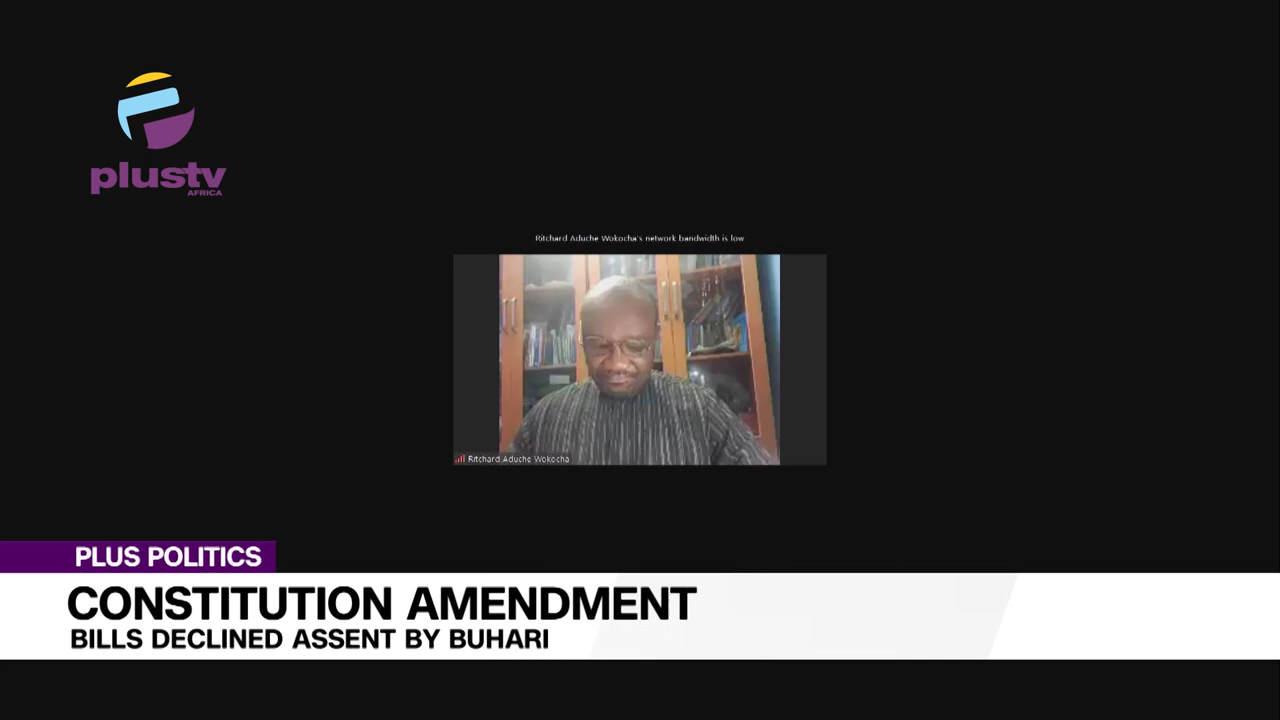 plustv
AFRICA
Ritchard Aduche Wokocha's network bandwidth is low
Ritchard Aduche Wokocha
PLUS POLITICS
CONSTITUTION AMENDMENT
BILLS DECLINED ASSENT BY BUHARI